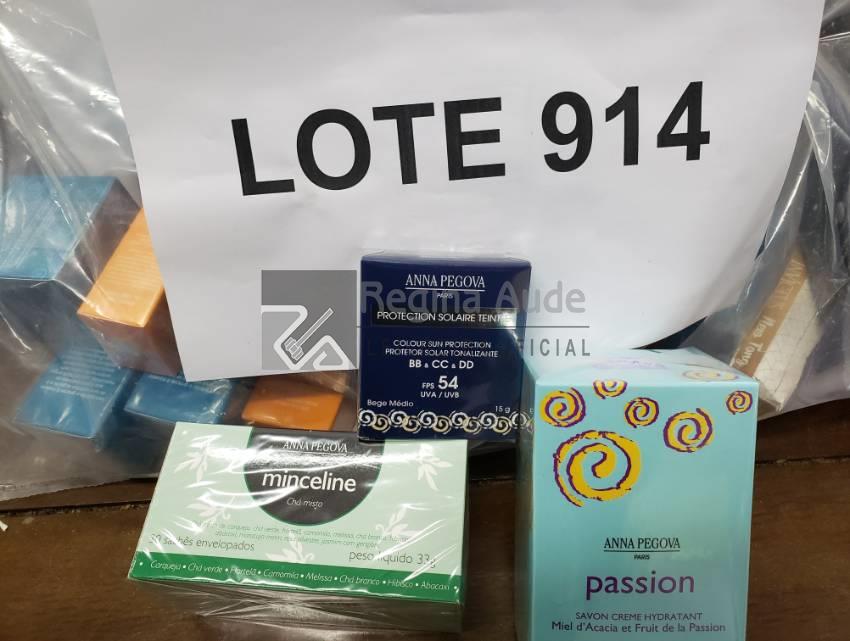 LOTE 914
Regina Aude
ANNA PEGOVA
PARIS
PROTECTION SOLAIRE TEINTÉ
COLOUR SUN PROTECTION
PROTETOR SOLAR TONALIZANTE
BB & CC & DD
FPS 54
UVA / UVB
Bege Médio
15 g
ANNA PEGOVA
minceline
Chá misto
sachês envelopados
peso líquido 33g
Carqueja • Chá verde • Hortelã • Camomila • Melissa • Chá branco • Hibisco • Abacaxi
ANNA PEGOVA
PARIS
passion
SAVON CREME HYDRATANT
Miel d'Acacia et Fruit de la Passion